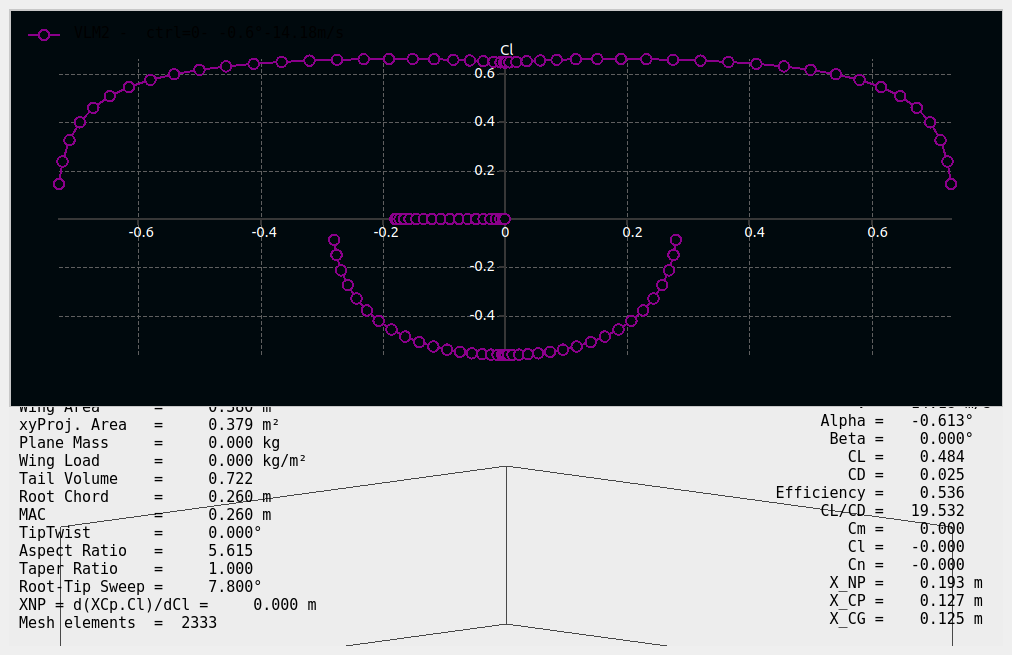 VLM2 - ctrl=0- -0.6°-14.18m/s
Cl
0.6
0.4
0.2
-0.6 -0.4 -0.2 0 0.2 0.4 0.6
-0.2
-0.4
Wing Area =
xyProj. Area = 0.379 m²
Plane Mass = 0.000 kg
Wing Load = 0.000 kg/m²
Tail Volume = 0.722
Root Chord = 0.260 m
MAC = 0.260 m
TipTwist = 0.000°
Aspect Ratio = 5.615
Taper Ratio = 1.000
Root-Tip Sweep = 7.800°
XNP = d(XCp.Cl)/dCl = 0.000 m
Mesh elements = 2333
Alpha = -0.613°
Beta = 0.000°
CL = 0.484
CD = 0.025
Efficiency = 0.536
CL/CD = 19.532
Cm = 0.000
Cl = -0.000
Cn = -0.000
X_NP = 0.193 m
X_CP = 0.127 m
X_CG = 0.125 m